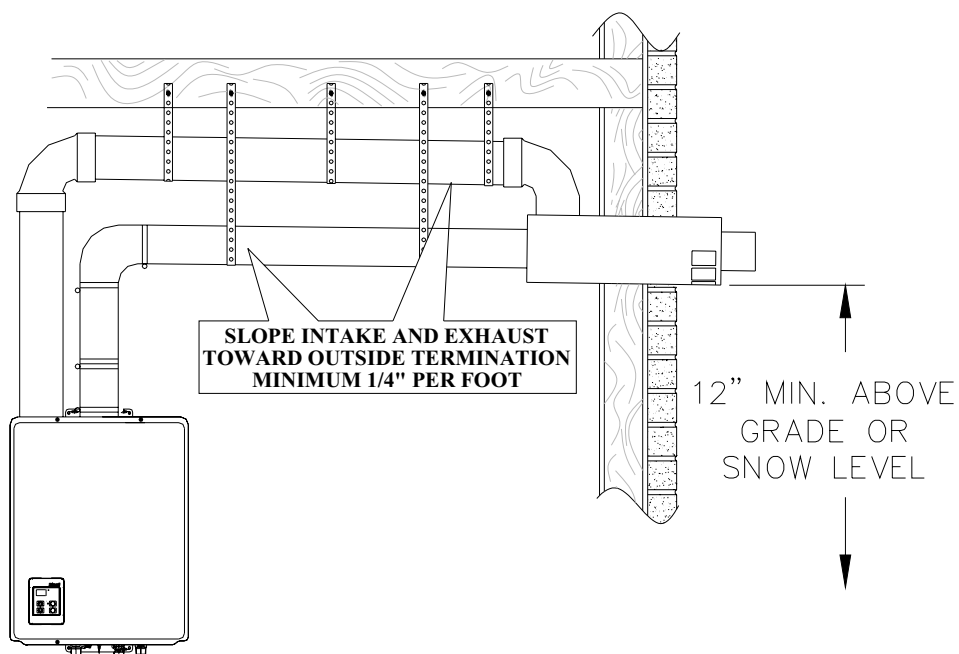 SLOPE INTAKE AND EXHAUST
TOWARD OUTSIDE TERMINATION
MINIMUM 1/4" PER FOOT
12” MIN. ABOVE
GRADE OR
SNOW LEVEL